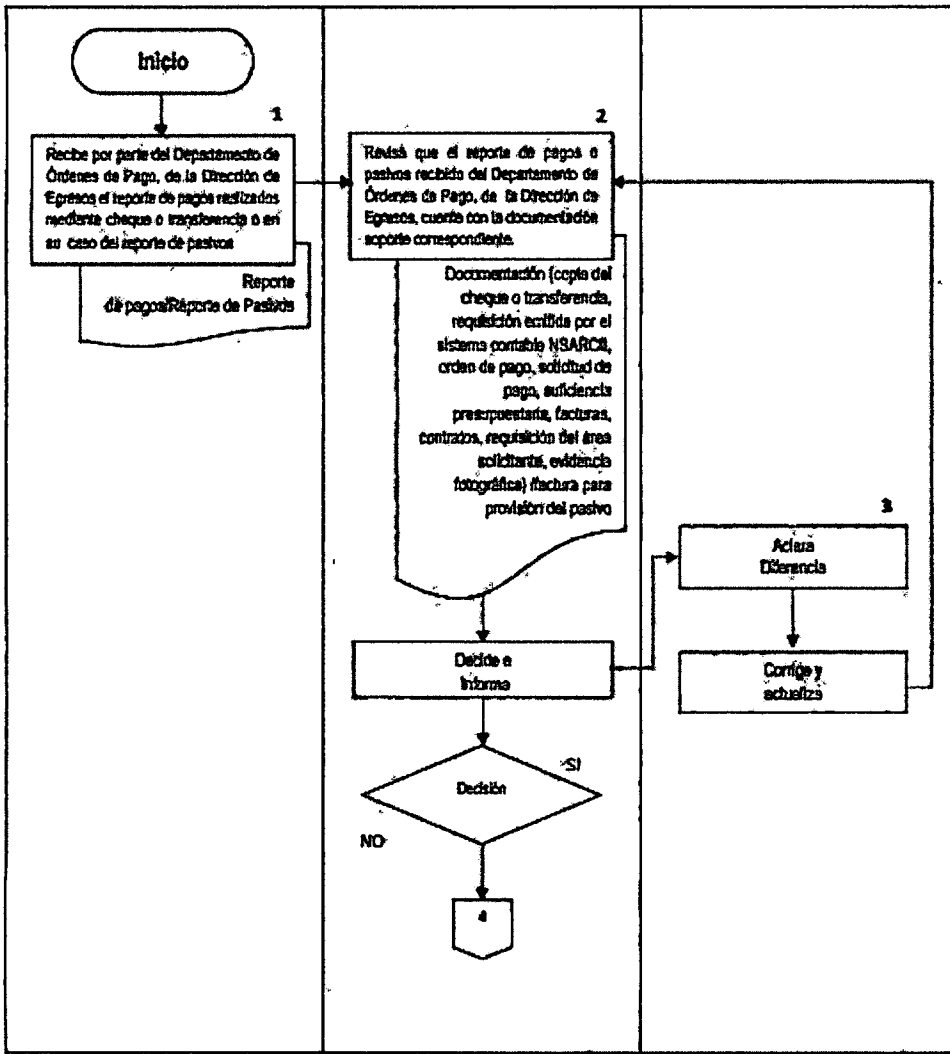 Inicio
1
Recibe por parte del Departamento de
Órdenes de Pago, de la Dirección de
Egresos el reporte de pagos realizados
mediante cheque o transferencia o en
su caso del reporte de pasivos
Reporte
de pagos/Reporte de Pasivos
2
Revisa que el reporte de pagos o
pasivos recibido del Departamento de
Órdenes de Pago, de la Dirección de
Egresos, cuente con la documentación
soporte correspondiente.
Documentación (copia del
cheque o transferencia,
requisición emitida por el
sistema contable NSARCII,
orden de pago, solicitud de
pago, suficiencia
presupuestaria, facturas,
contratos, requisición del área
solicitante, evidencia
fotográfica) /factura para
provisión del pasivo
3
Aclara
Diferencia
Decide e
Informa
Corrige y
actualiza
SI
Decisión
NO
4